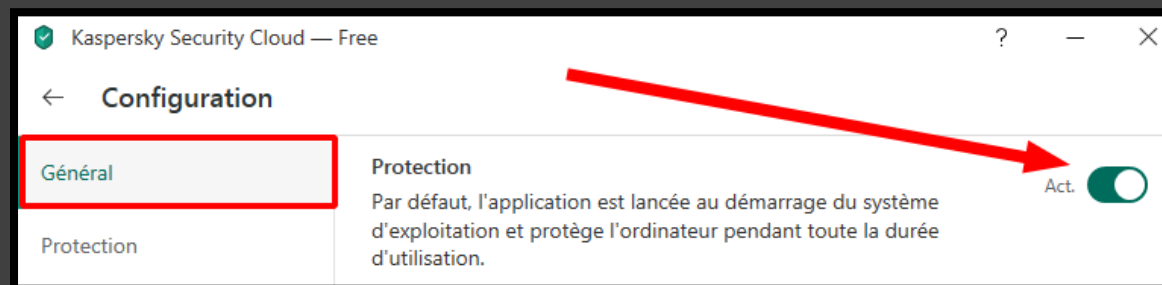 Kaspersky Security Cloud — Free
?
Configuration
Général
Protection
Protection
Act.
Par défaut, l'application est lancée au démarrage du système
d'exploitation et protège l'ordinateur pendant toute la durée
d'utilisation.